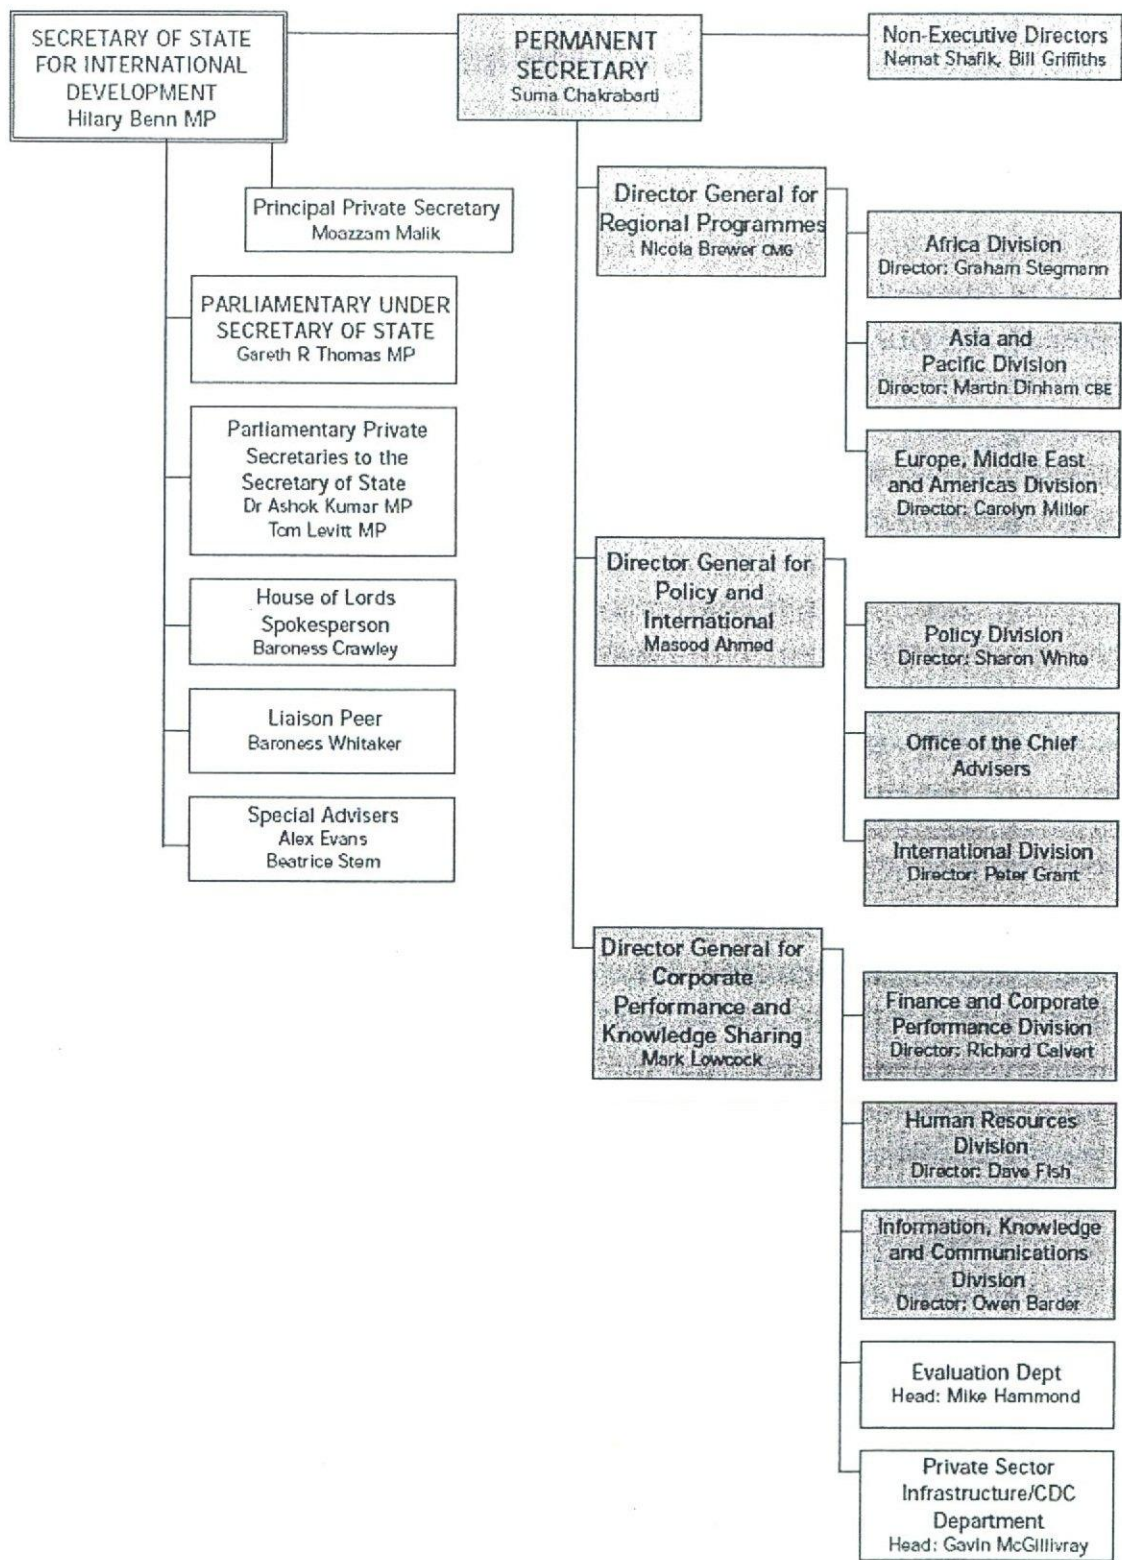 SECRETARY OF STATE
FOR INTERNATIONAL
DEVELOPMENT
Hilary Benn MP
PERMANENT
SECRETARY
Suma Chakrabarti
Non-Executive Directors
Nemat Shafik, Bill Griffiths
Principal Private Secretary
Moazzam Malik
PARLIAMENTARY UNDER
SECRETARY OF STATE
Gareth R Thomas MP
Parliamentary Private
Secretaries to the
Secretary of State
Dr Ashok Kumar MP
Tom Levitt MP
House of Lords
Spokesperson
Baroness Crawley
Liaison Peer
Baroness Whitaker
Special Advisers
Alex Evans
Beatrice Stern
Director General for
Regional Programmes
Nicola Brewer CMG
Africa Division
Director: Graham Stegmann
Asia and
Pacific Division
Director: Martin Dinham CBE
Europe, Middle East
and Americas Division
Director: Carolyn Miller
Director General for
Policy and
International
Masood Ahmed
Policy Division
Director: Sharon White
Office of the Chief
Advisers
International Division
Director: Peter Grant
Director General for
Corporate
Performance and
Knowledge Sharing
Mark Lowcock
Finance and Corporate
Performance Division
Director: Richard Calvert
Human Resources
Division
Director: Dave Fish
Information, Knowledge
and Communications
Division
Director: Owen Barder
Evaluation Dept
Head: Mike Hammond
Private Sector
Infrastructure/CDC
Department
Head: Gavin McGillivray